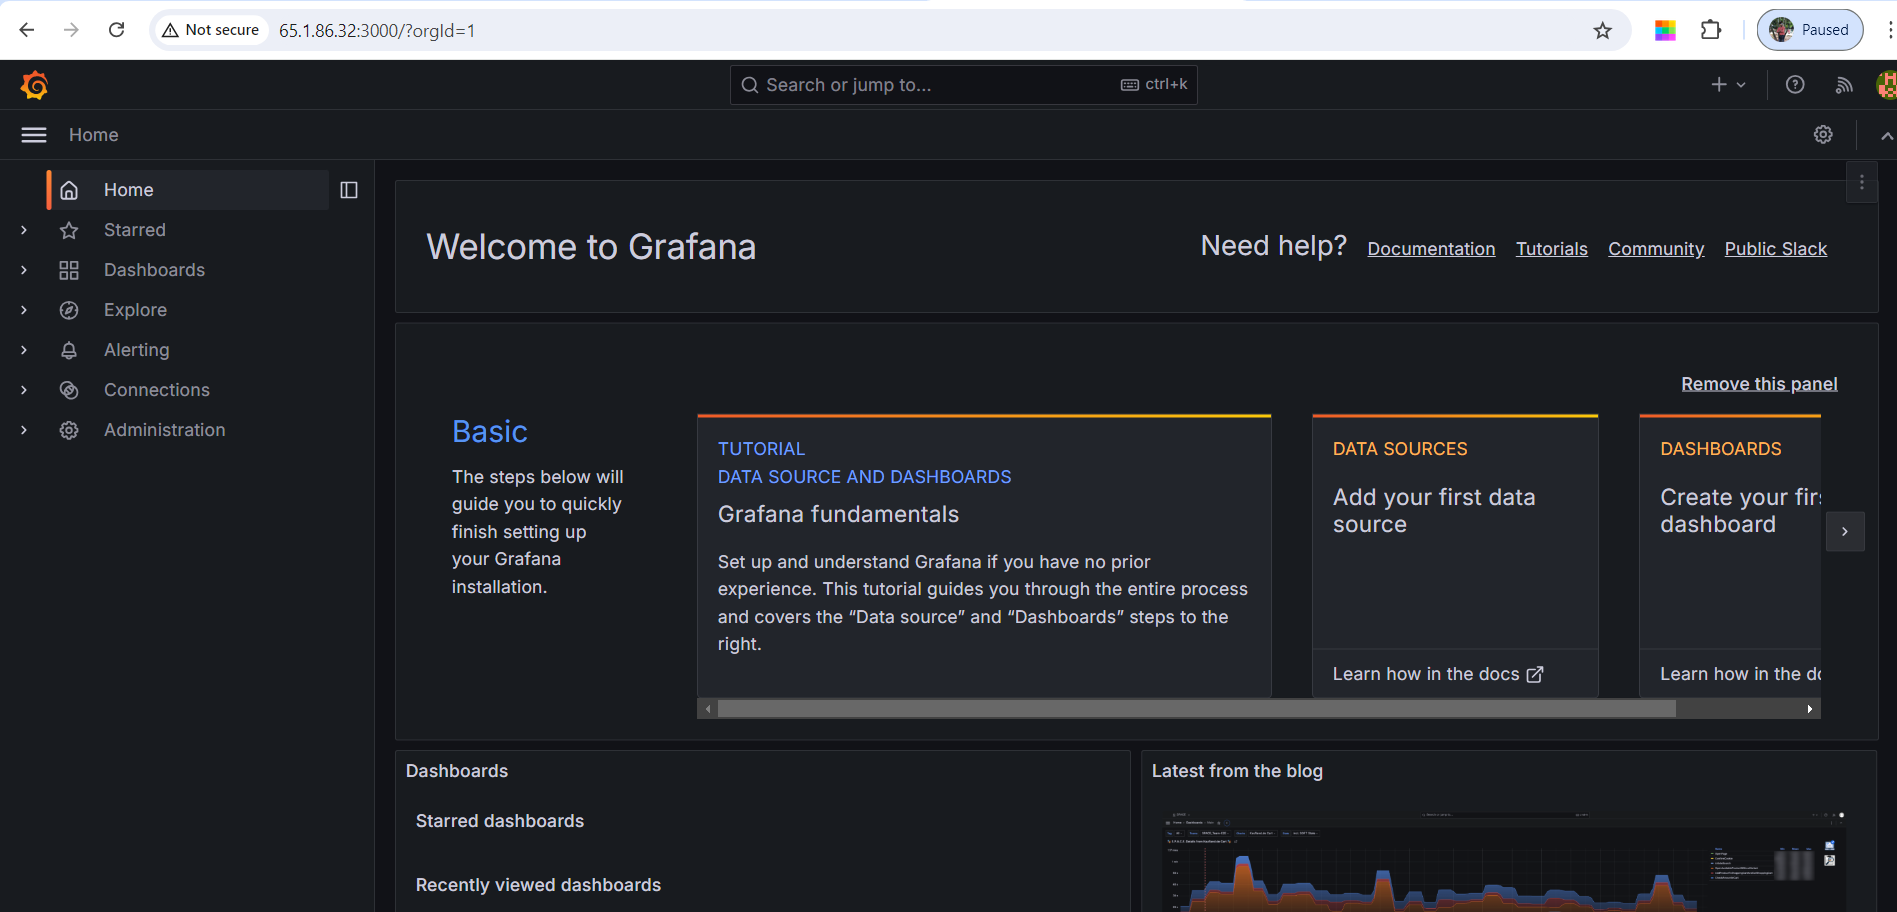 Not secure
65.1.86.32:3000/?orgId=1
Paused
Search or jump to...
ctrl+k
Home
Home
Starred
Dashboards
Explore
Alerting
Connections
Administration
Welcome to Grafana
Need help?
Documentation
Tutorials
Community
Public Slack
Remove this panel
Basic
The steps below will
guide you to quickly
finish setting up
your Grafana
installation.
TUTORIAL
DATA SOURCE AND DASHBOARDS
Grafana fundamentals
Set up and understand Grafana if you have no prior
experience. This tutorial guides you through the entire process
and covers the “Data source” and “Dashboards” steps to the
right.
DATA SOURCES
Add your first data
source
Learn how in the docs
DASHBOARDS
Create your fir
dashboard
Learn how in the do
Dashboards
Starred dashboards
Recently viewed dashboards
Latest from the blog